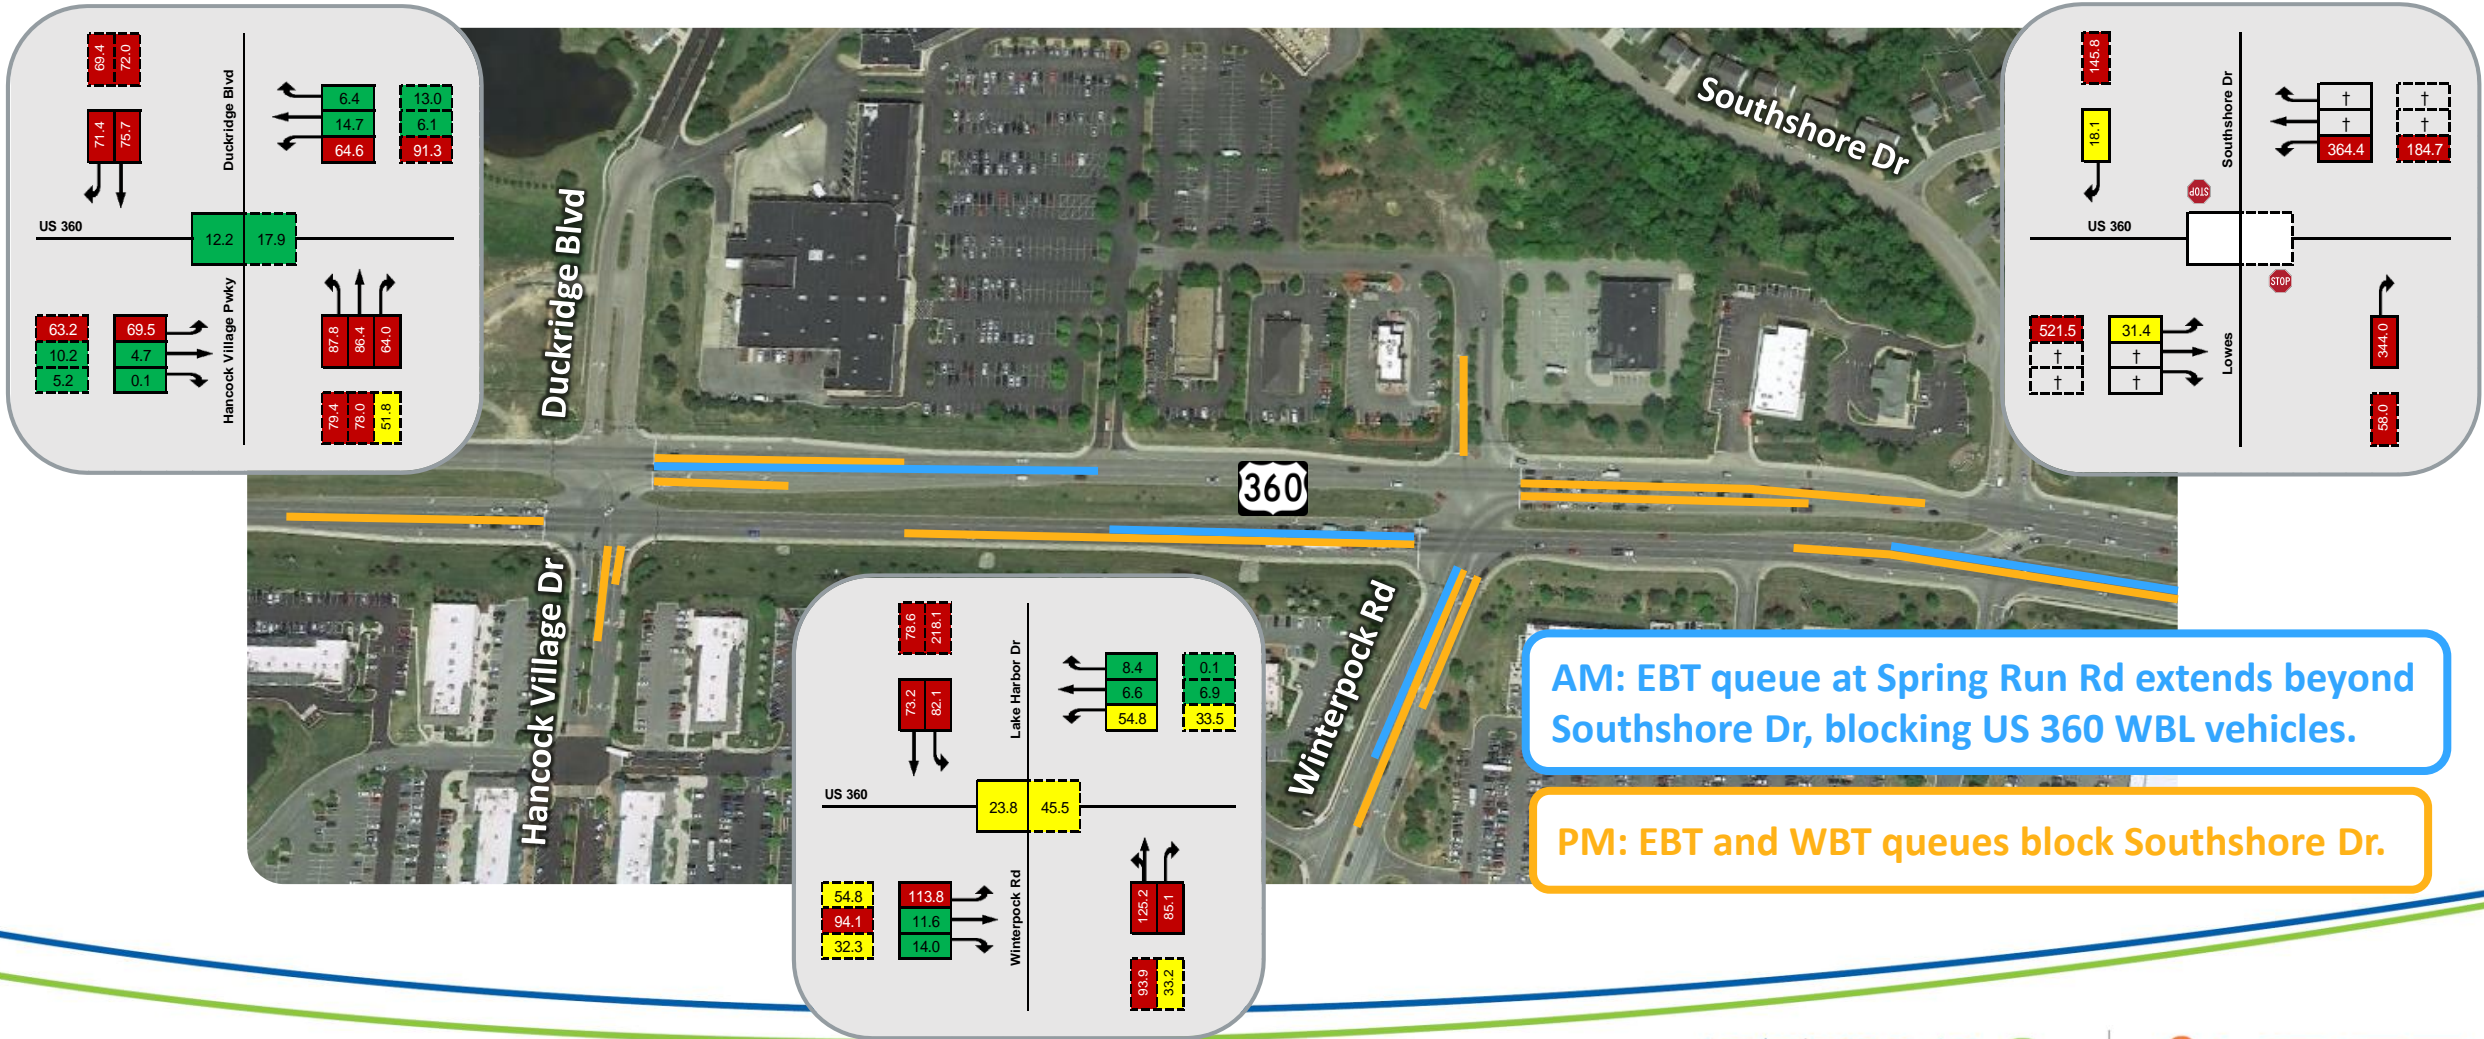 69.4 72.0
71.4 75.7
Duckridge Blvd
6.4 13.0
14.7 6.1
64.6 91.3
US 360
12.2 17.9
Hancock Village Pwky
63.2 69.5
10.2 4.7
5.2 0.1
87.8 86.4 64.0
79.4 78.0 51.8
145.8
18.1
Southshore Dr
† †
† †
364.4 184.7
STOP
US 360
STOP
Lowes
521.5 31.4
† †
† †
344.0
58.0
Southshore Dr
Duckridge Blvd
360
Hancock Village Dr
Winterpock Rd
78.6 218.1
73.2 82.1
Lake Harbor Dr
8.4 0.1
6.6 6.9
54.8 33.5
US 360
23.8 45.5
Winterpock Rd
54.8 113.8
94.1 11.6
32.3 14.0
125.2 85.1
93.9 33.2
AM: EBT queue at Spring Run Rd extends beyond
Southshore Dr, blocking US 360 WBL vehicles.
PM: EBT and WBT queues block Southshore Dr.